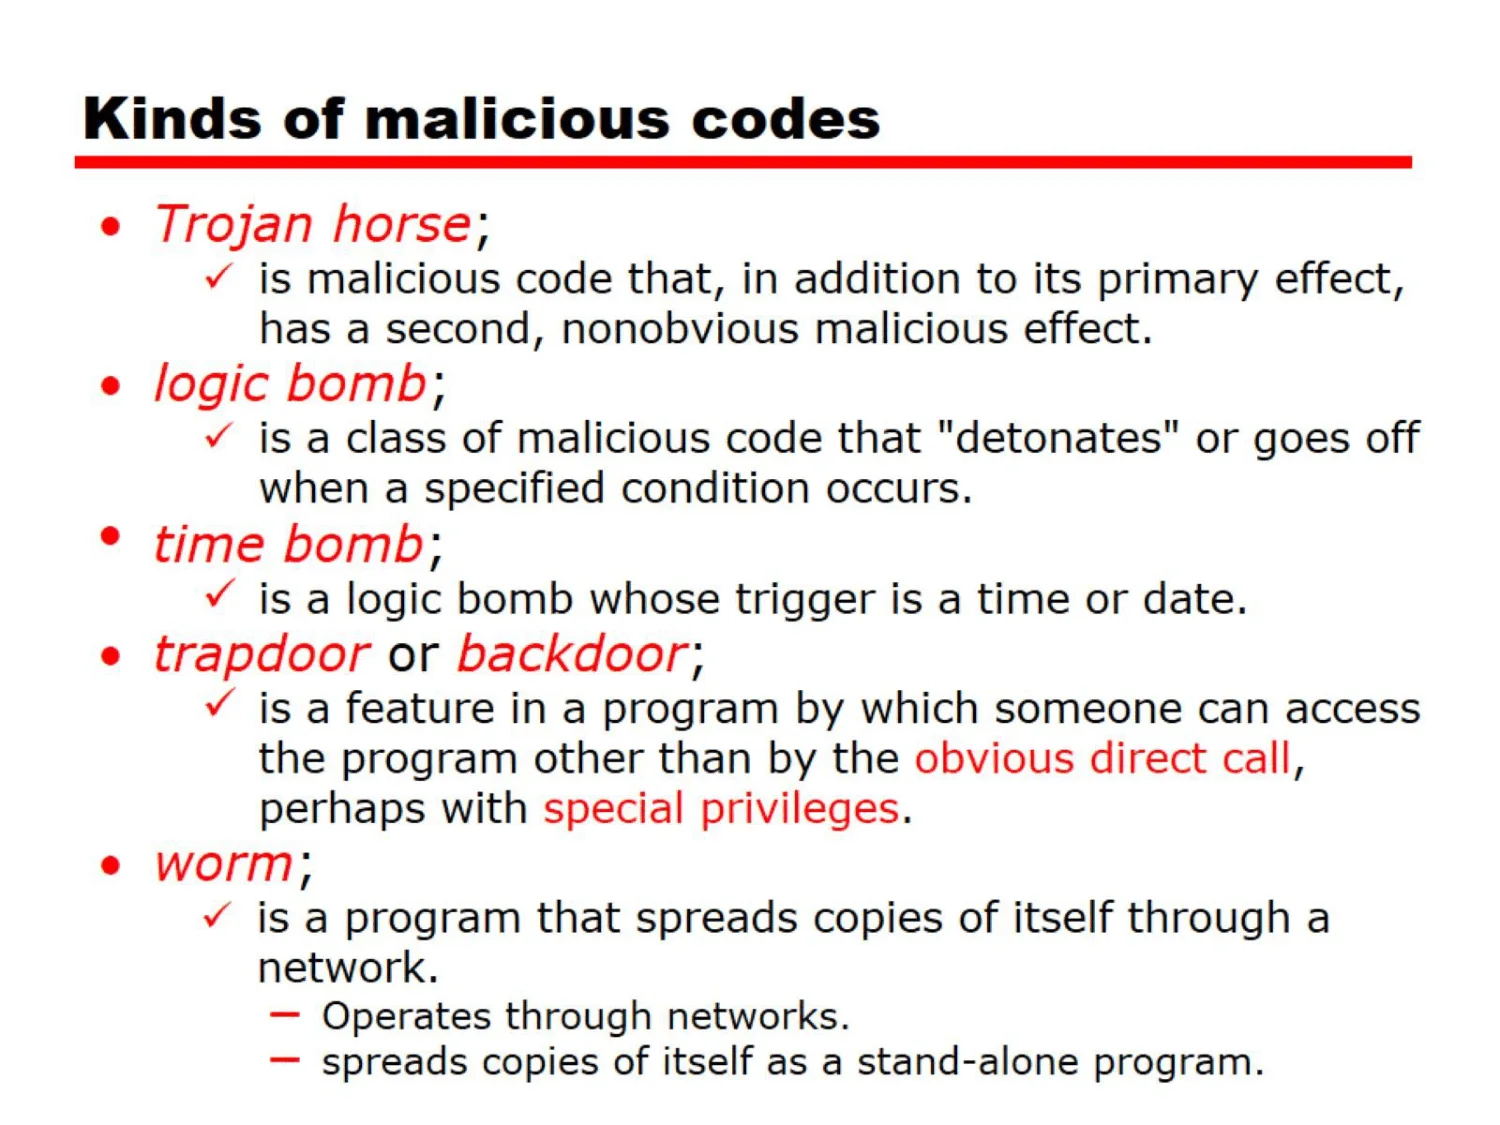 Kinds of malicious codes
• Trojan horse;
✓ is malicious code that, in addition to its primary effect,
has a second, nonobvious malicious effect.
• logic bomb;
✓ is a class of malicious code that "detonates" or goes off
when a specified condition occurs.
• time bomb;
✓ is a logic bomb whose trigger is a time or date.
• trapdoor or backdoor;
✓ is a feature in a program by which someone can access
the program other than by the obvious direct call,
perhaps with special privileges.
• worm;
✓ is a program that spreads copies of itself through a
network.
– Operates through networks.
– spreads copies of itself as a stand-alone program.